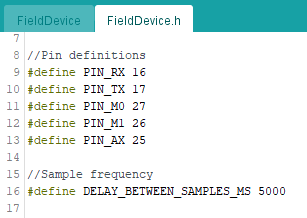 FieldDevice FieldDevice.h
7
8 //Pin definitions
9 #define PIN_RX 16
10 #define PIN_TX 17
11 #define PIN_M0 27
12 #define PIN_M1 26
13 #define PIN_AX 25
14
15 //Sample frequency
16 #define DELAY_BETWEEN_SAMPLES_MS 5000
17